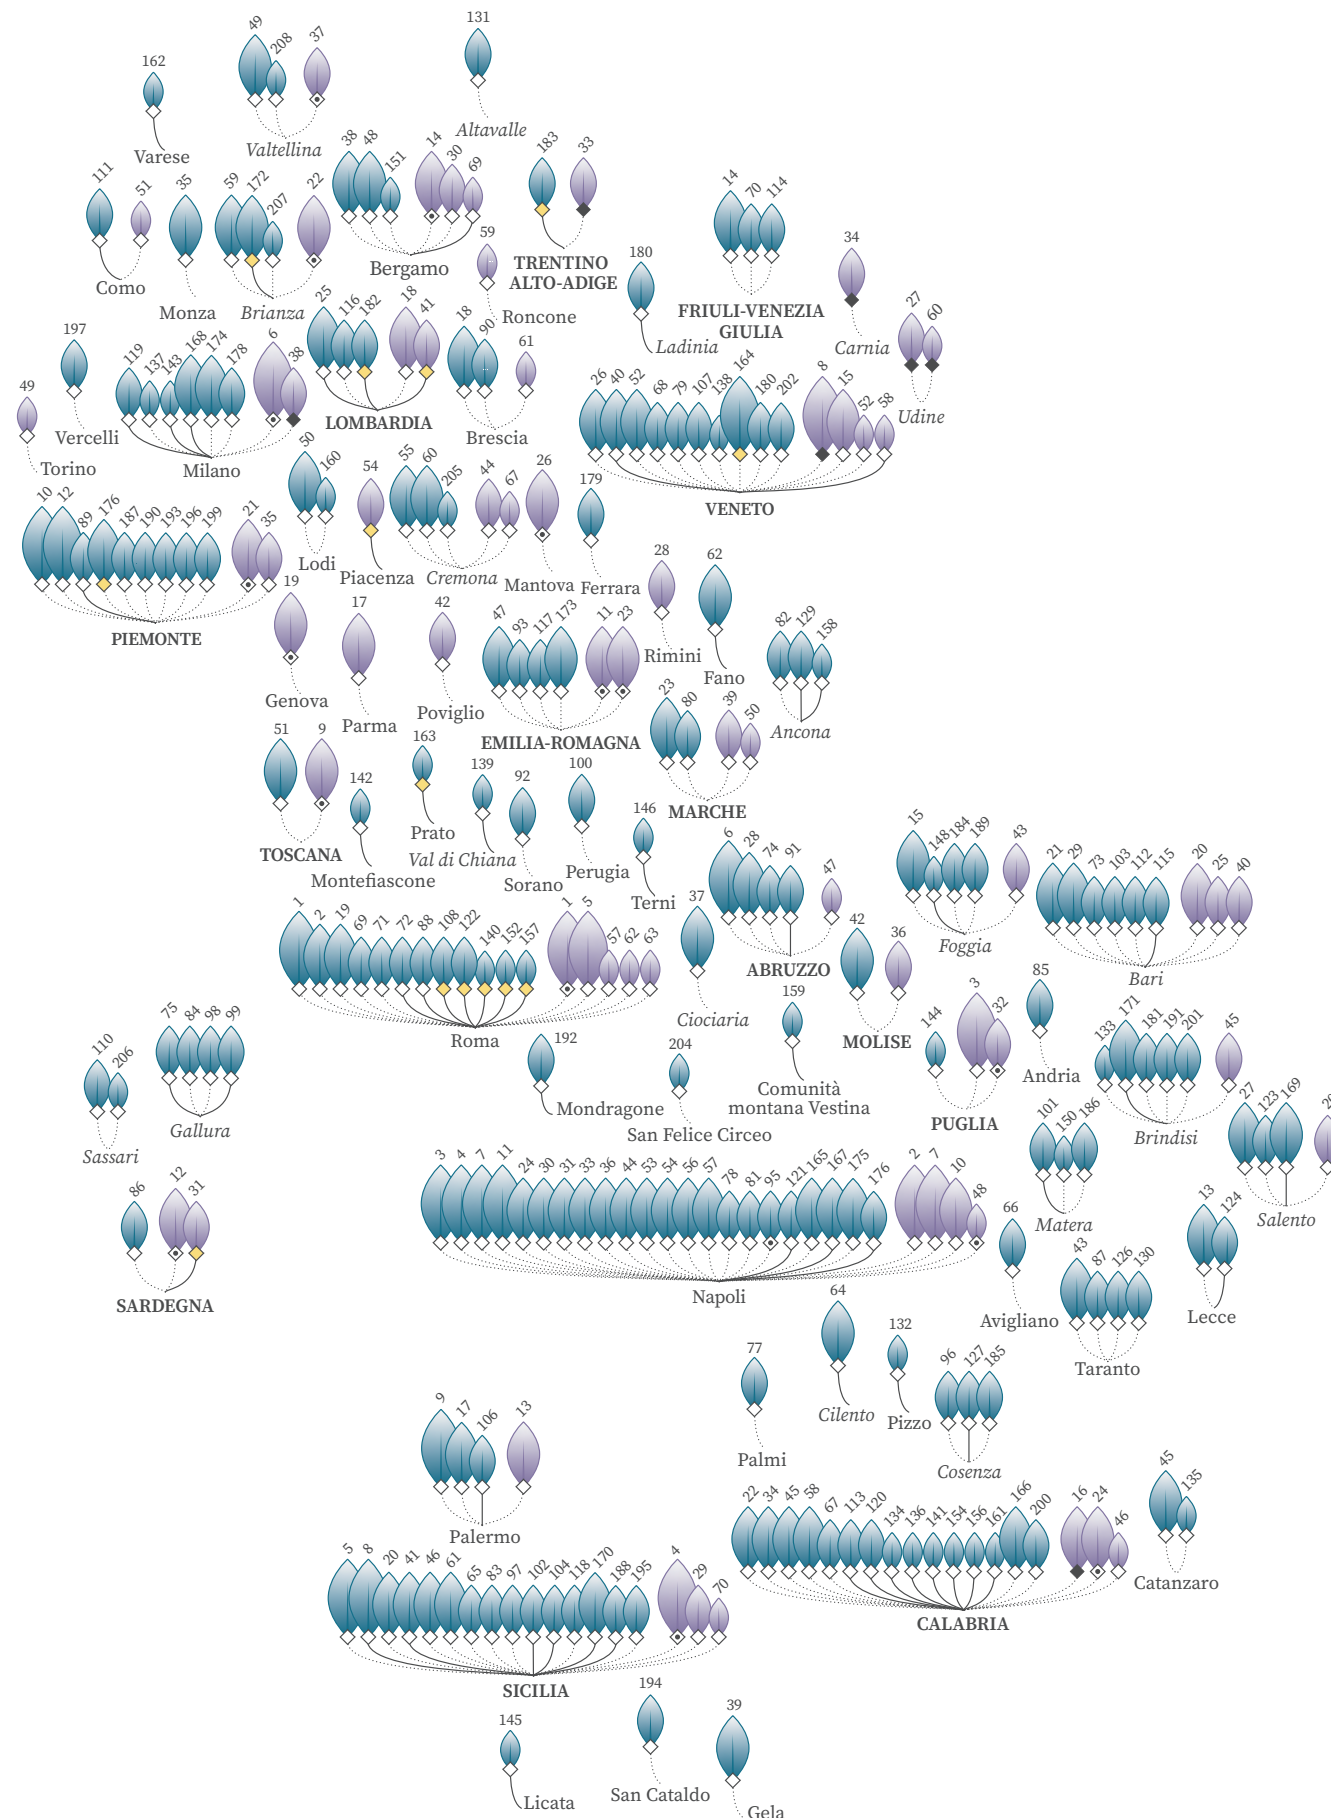 131
49 208 37
162
Altavalle
Valtellina
Varese
38 48 151 14 30 69
183 33
111 51
35
59 172 207 22
14 70 114
59
TRENTINO
ALTO-ADIGE
Bergamo
34
180
Como
Monza
Brianza
Roncone
FRIULI-VENEZIA
GIULIA
25 116 182 18 41
18 90 61
27 60
197
119 137 143 168 174 178 6 38
Ladinia
Carnia
26 40 52 68 79 107 138 164 180 202 8 15 52 58
49
LOMBARDIA
Udine
Vercelli
Brescia
Torino
Milano
50 160
54
55 60 205 44 67
26
179
10 12 89 176 187 190 193 196 199 21 35
VENETO
Lodi
Piacenza
Cremona
Mantova
Ferrara
28
62
19
17
42
47 93 117 173 11 23
82 129 158
PIEMONTE
Rimini
Fano
Genova
Parma
Poviglio
23 80 39 50
Ancona
51 9
163
EMILIA-ROMAGNA
142
139
92
100
MARCHE
146
Prato
TOSCANA
Val di Chiana
Montefiascone
Sorano
Perugia
Terni
6 28 74 91 47
15 148 184 189 43
21 29 73 103 112 115 20 25 40
1 2 19 69 71 72 88 108 122 140 152 157 1 5 57 62 63
37
42 36
Foggia
ABRUZZO
Bari
85
3 32
144
159
Ciociaria
75 84 98 99
Roma
192
204
MOLISE
133 171 181 191 201 45
110 206
Andria
Comunità
montana Vestina
Mondragone
PUGLIA
101 150 186
27 123 169
Gallura
San Felice Circeo
Brindisi
Sassari
86 12 31
3 4 7 11 24 30 31 33 36 44 53 54 56 57 78 81 95 121 165 167 175 176 2 7 10 48
66
13 124
Matera
Salento
43 87 126 130
SARDEGNA
Napoli
Avigliano
Lecce
64
132
77
96 127 185
Taranto
9 17 106 13
Cilento
Pizzo
Palmi
Cosenza
45 135
22 34 45 58 67 113 120 134 136 141 154 156 161 166 200 16 24 46
Palermo
5 8 20 41 46 61 65 83 97 102 104 118 170 188 195 4 29 70
Catanzaro
CALABRIA
SICILIA
194
145
39
San Cataldo
Licata
Gela